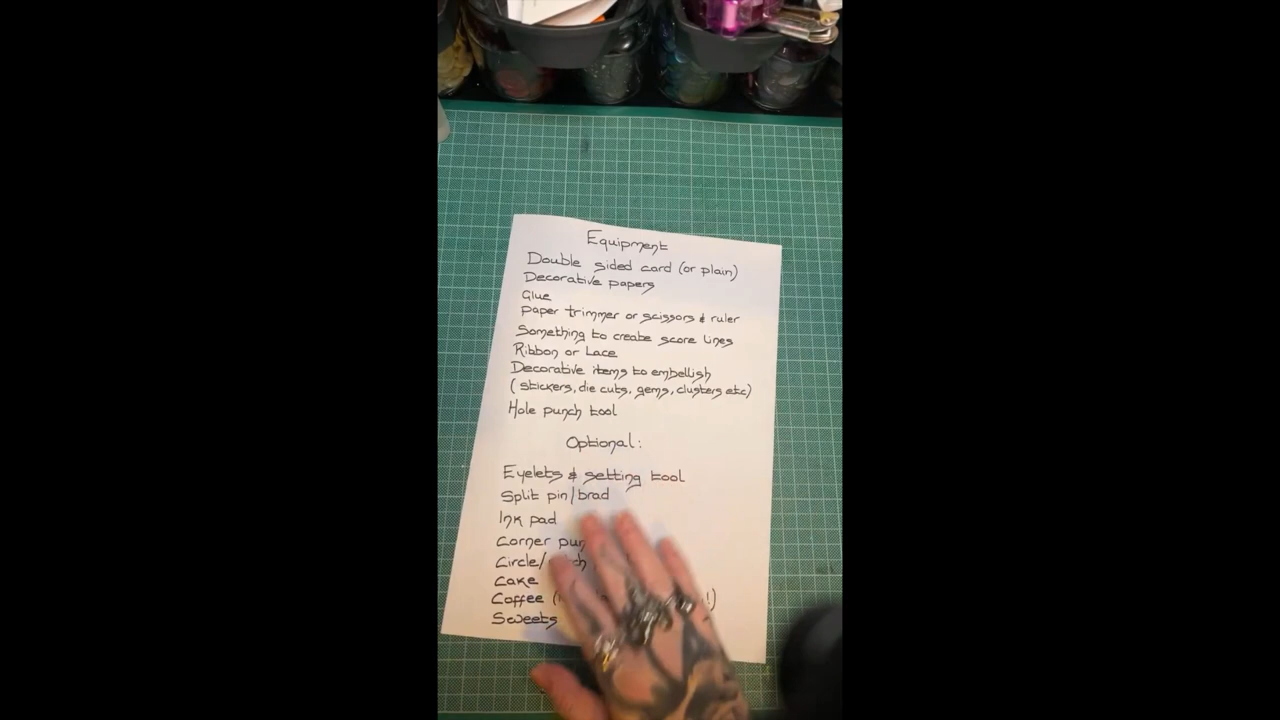 Equipment
Double sided card (or plain)
Decorative papers
Glue
Paper trimmer or scissors & ruler
Something to create score lines
Ribbon or Lace
Decorative items to embellish
(stickers, die cuts, gems, clusters etc)
Hole punch tool
Optional:
Eyelets & setting tool
Split pin/brad
Ink pad
Corner
Circle/
Cake
Coffee
Sweets